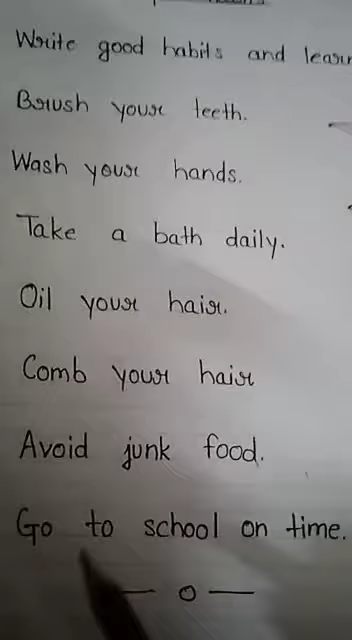 Write good habits and learn
Brush your teeth.
Wash your hands.
Take a bath daily.
Oil your hair.
Comb your hair
Avoid junk food.
Go to school on time.